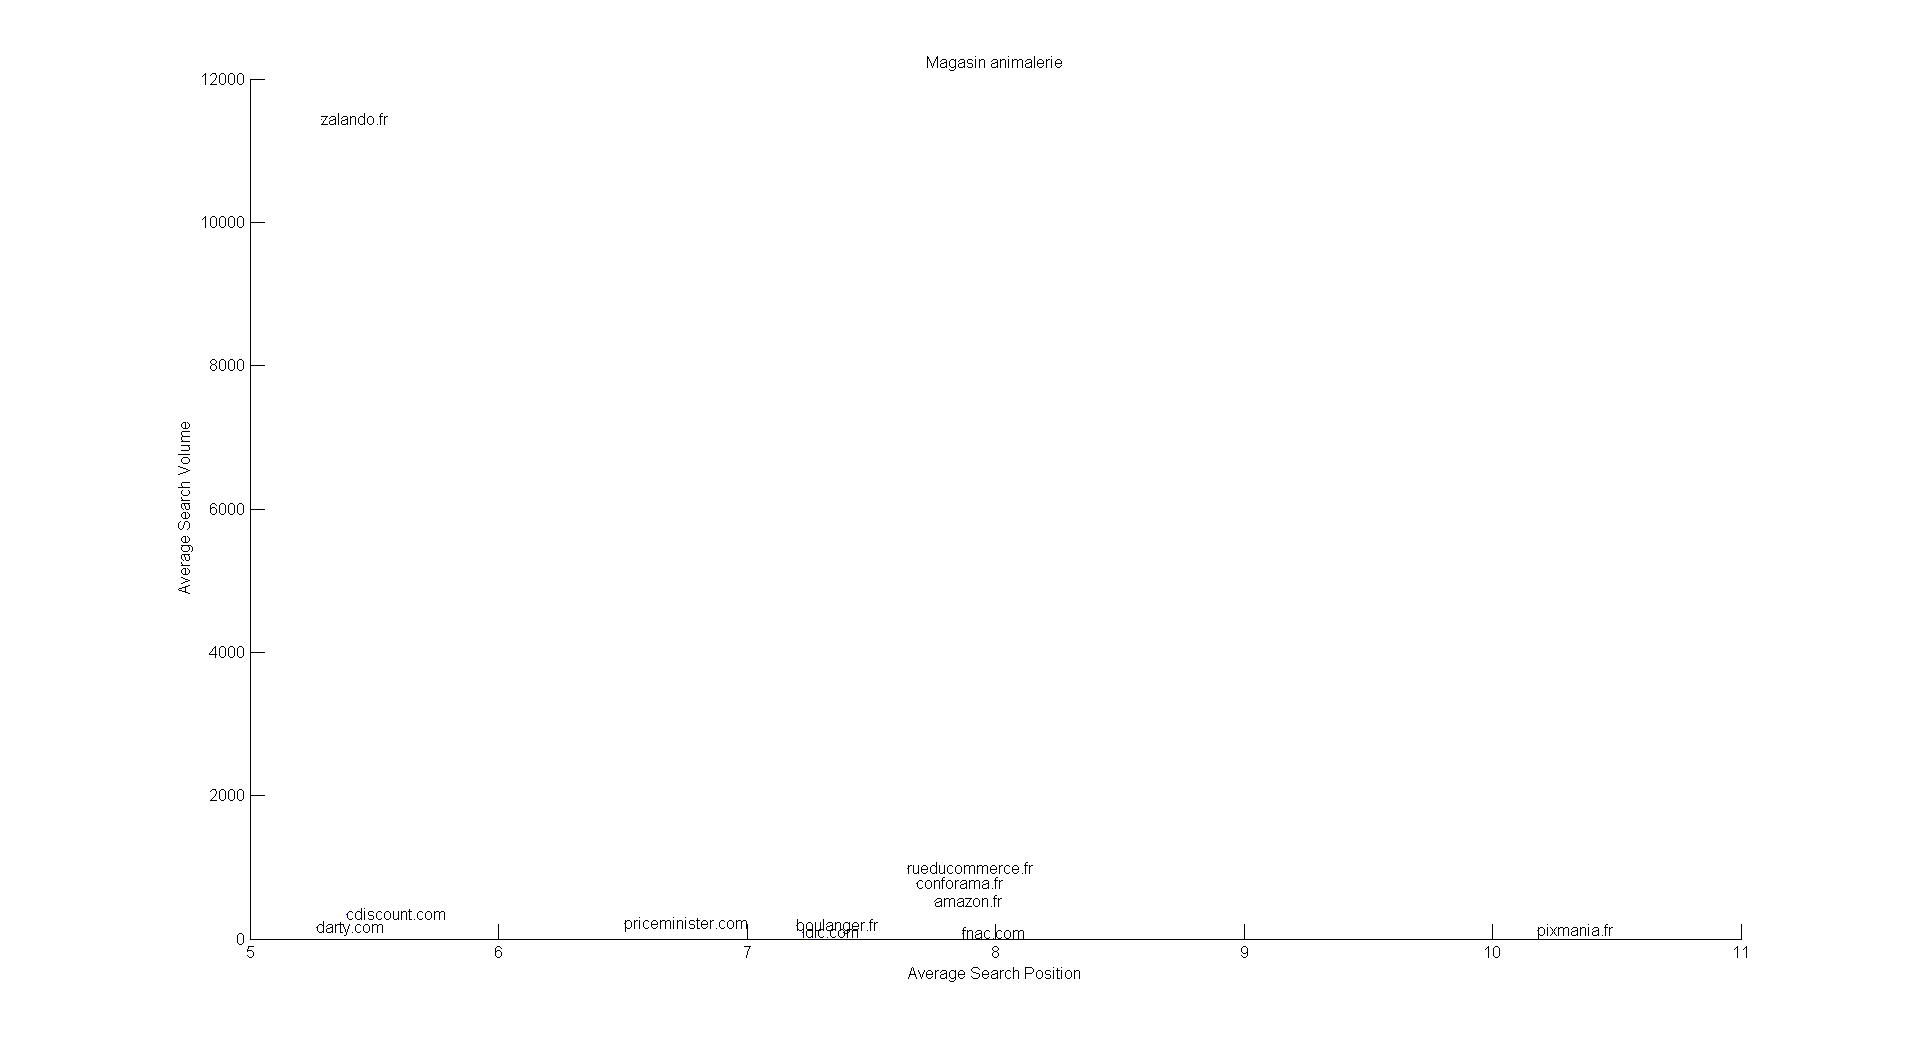 Magasin animalerie
12000
zalando.fr
10000
8000
Average Search Volume
6000
4000
2000
rueducommerce.fr
conforama.fr
amazon.fr
cdiscount.com
priceminister.com
boulanger.fr
darty.com
pixmania.fr
ldlc.com
fnac.com
0
5 6 7 8 9 10 11
Average Search Position